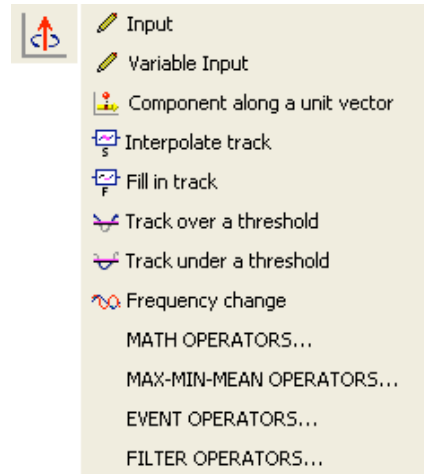 Input
Variable Input
Component along a unit vector
S Interpolate track
F Fill in track
Track over a threshold
Track under a threshold
Frequency change
MATH OPERATORS...
MAX-MIN-MEAN OPERATORS...
EVENT OPERATORS...
FILTER OPERATORS...